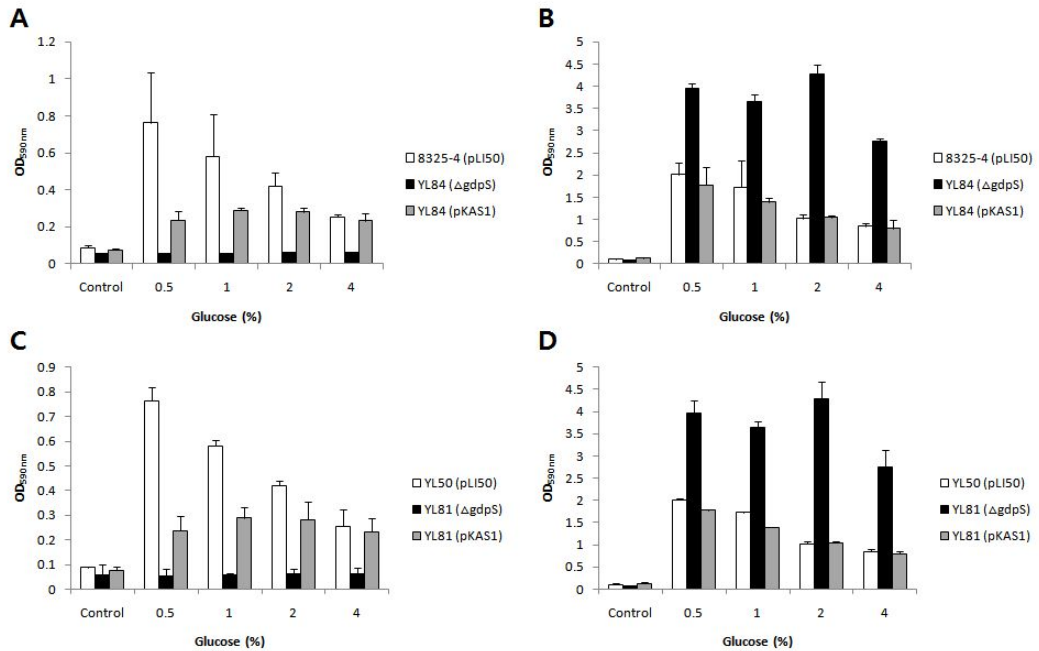 A
1.2
1
0.8
0.6
0.4
0.2
0
OD590nm
Control 0.5 1 2 4
Glucose (%)
8325-4 (pLI50)
YL84 (△gdpS)
YL84 (pKAS1)
B
5
4.5
4
3.5
3
2.5
2
1.5
1
0.5
0
OD590nm
Control 0.5 1 2 4
Glucose (%)
8325-4 (pLI50)
YL84 (△gdpS)
YL84 (pKAS1)
C
0.9
0.8
0.7
0.6
0.5
0.4
0.3
0.2
0.1
0
OD590nm
Control 0.5 1 2 4
Glucose (%)
YL50 (pLI50)
YL81 (△gdpS)
YL81 (pKAS1)
D
5
4.5
4
3.5
3
2.5
2
1.5
1
0.5
0
OD590nm
Control 0.5 1 2 4
Glucose (%)
YL50 (pLI50)
YL81 (△gdpS)
YL81 (pKAS1)